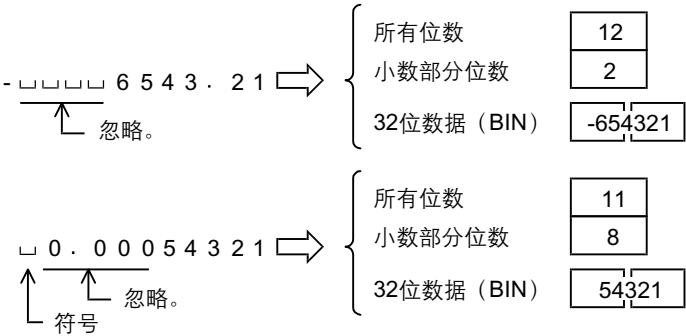 所有位数 12
小数部分位数 2
-␣␣␣␣6543.21
忽略。
32位数据（BIN） -654321
所有位数 11
小数部分位数 8
␣0.00054321
忽略。
32位数据（BIN） 54321
符号